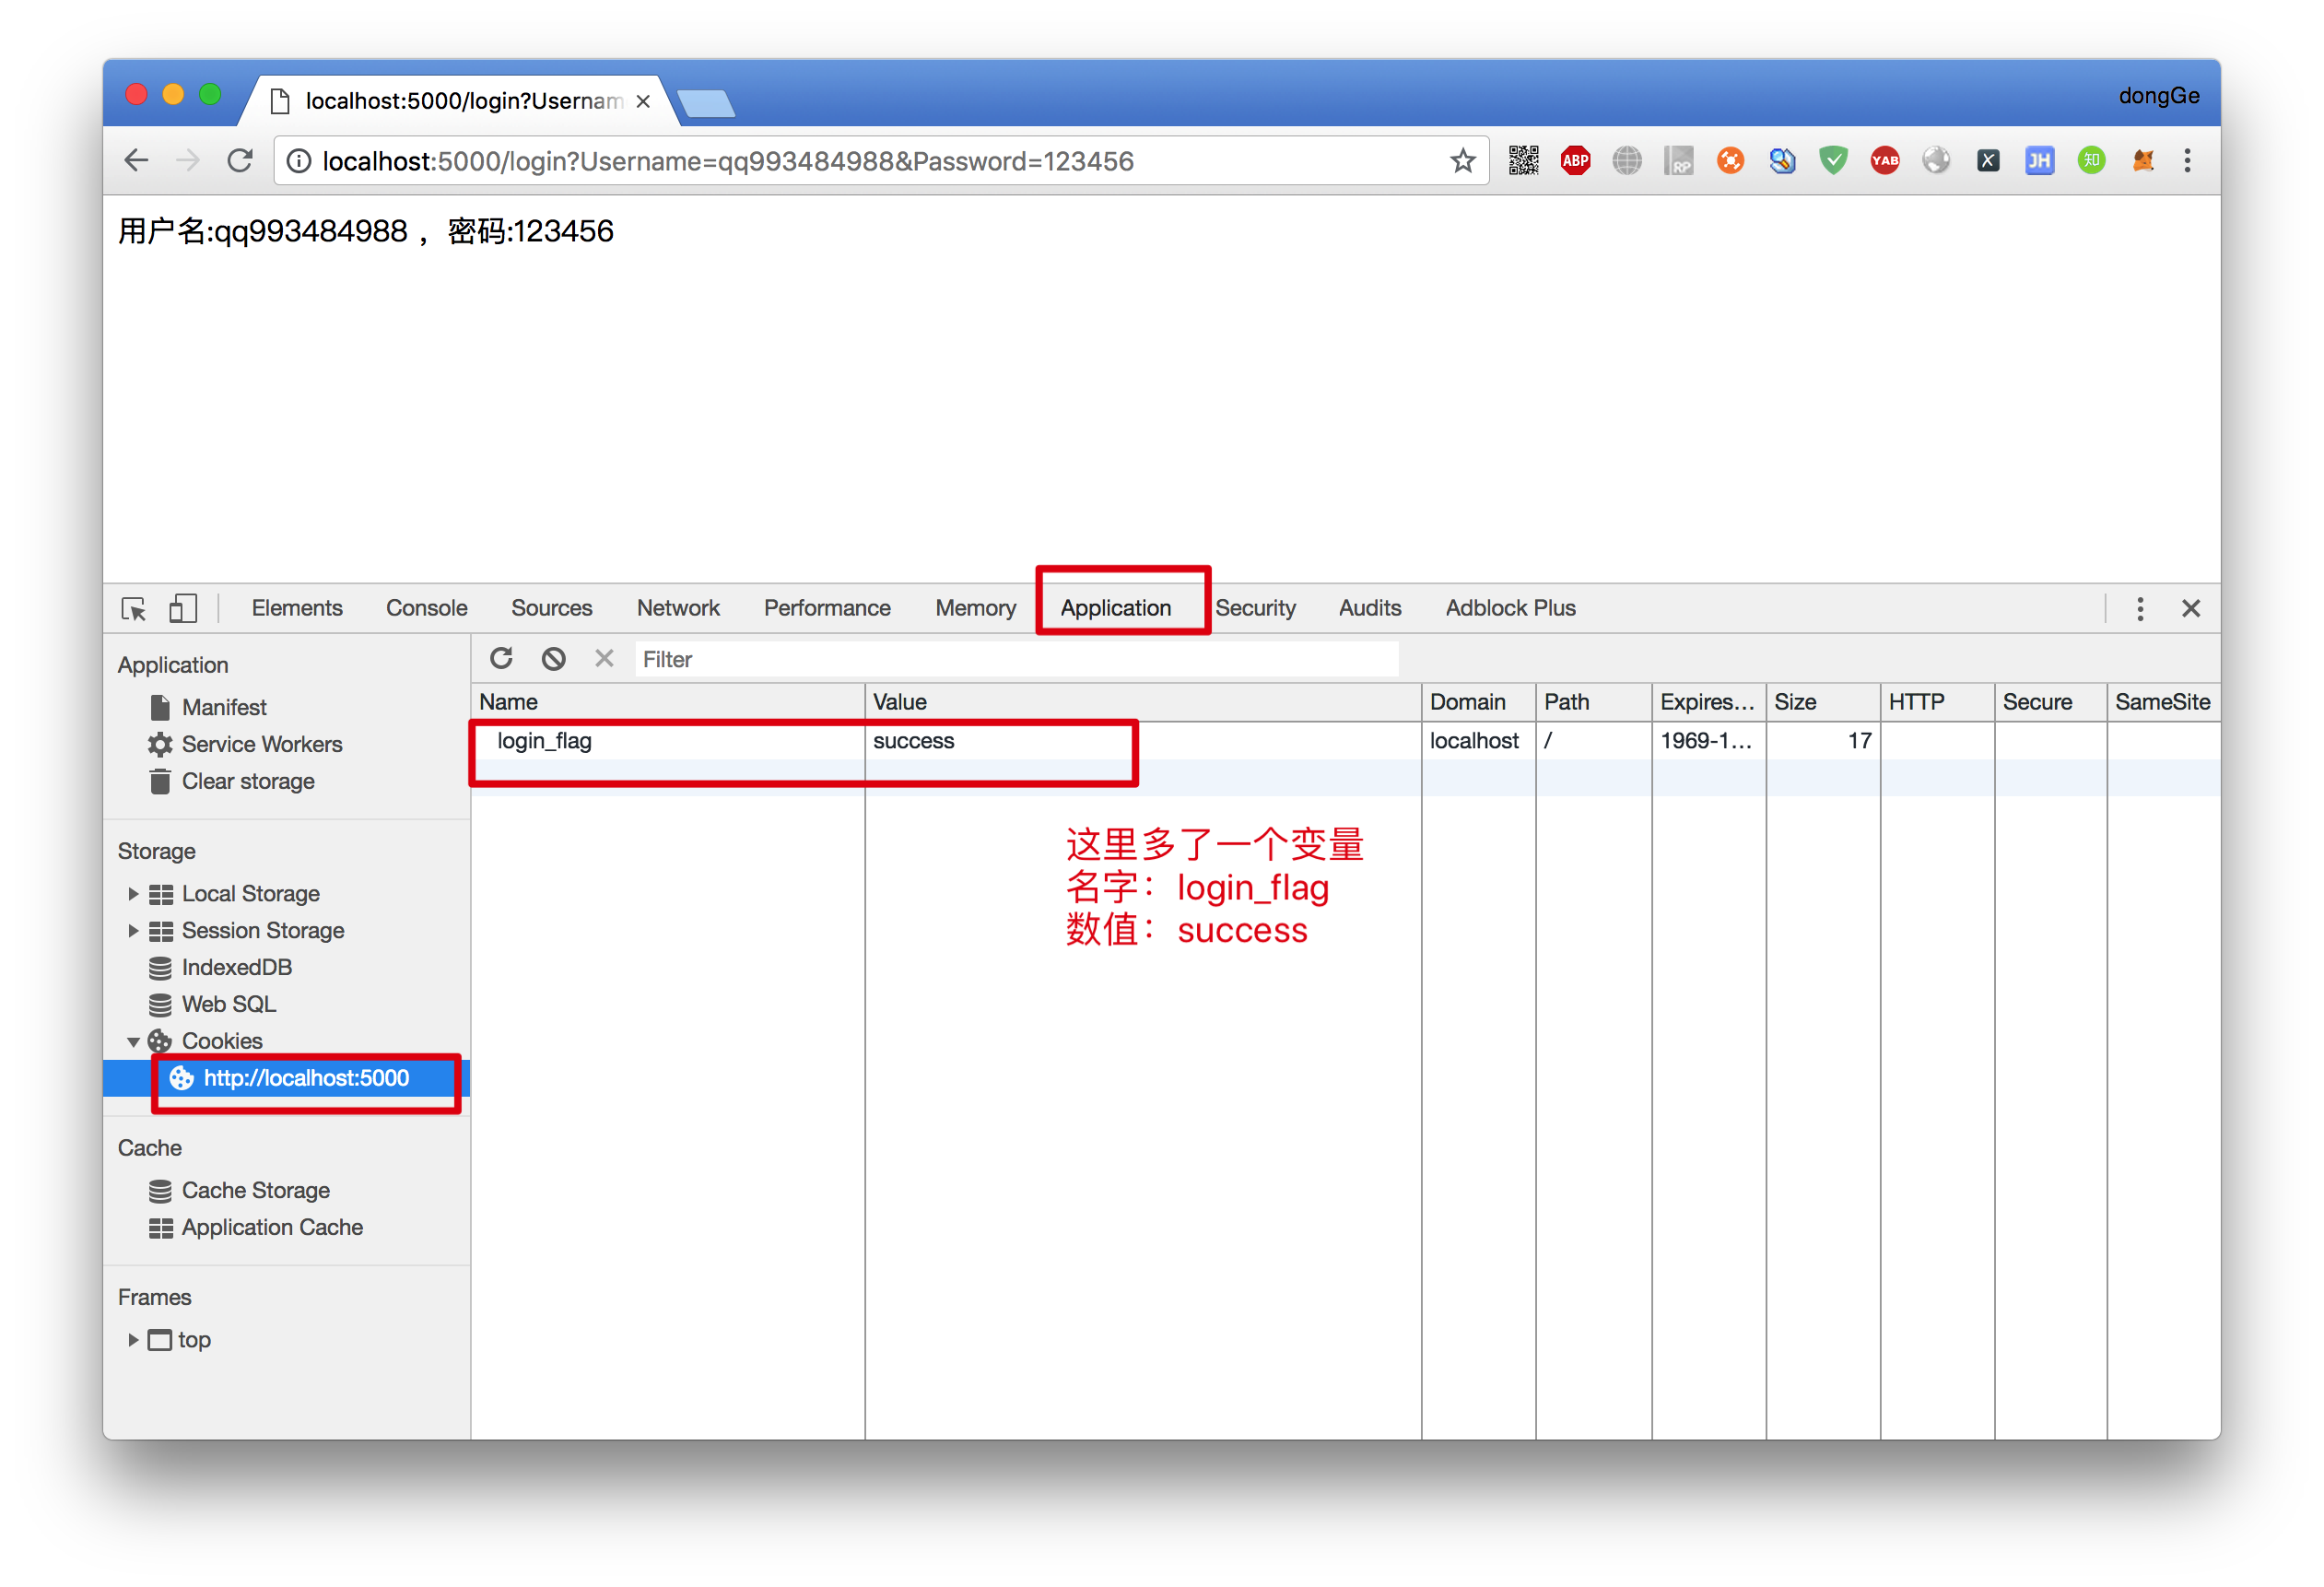 localhost:5000/login?Usernam
dongGe
localhost:5000/login?Username=qq993484988&Password=123456
ABP
RP
YAB
X
JH
知
用户名:qq993484988 ，密码:123456
Elements Console Sources Network Performance Memory Application Security Audits Adblock Plus
Application
Manifest
Service Workers
Clear storage
Storage
Local Storage
Session Storage
IndexedDB
Web SQL
Cookies
http://localhost:5000
Cache
Cache Storage
Application Cache
Frames
top
Filter
Name Value Domain Path Expires... Size HTTP Secure SameSite
login_flag success localhost / 1969-1... 17
这里多了一个变量
名字：login_flag
数值：success